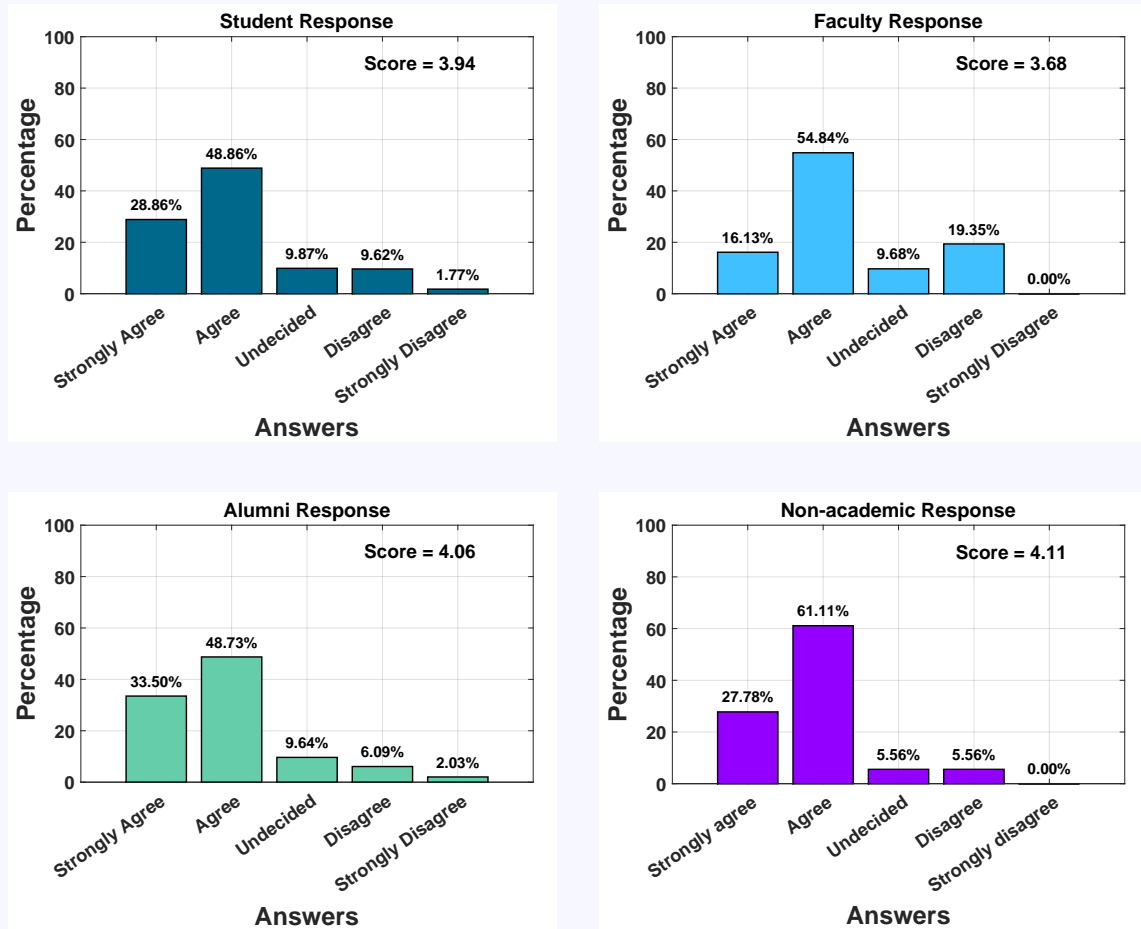 Student Response
Score = 3.94
100
80
60
40
20
0
Percentage
28.86%
48.86%
9.87%
9.62%
1.77%
Strongly Agree
Agree
Undecided
Disagree
Strongly Disagree
Answers
Faculty Response
Score = 3.68
100
80
60
40
20
0
Percentage
16.13%
54.84%
9.68%
19.35%
0.00%
Strongly Agree
Agree
Undecided
Disagree
Strongly Disagree
Answers
Alumni Response
Score = 4.06
100
80
60
40
20
0
Percentage
33.50%
48.73%
9.64%
6.09%
2.03%
Strongly Agree
Agree
Undecided
Disagree
Strongly Disagree
Answers
Non-academic Response
Score = 4.11
100
80
60
40
20
0
Percentage
27.78%
61.11%
5.56%
5.56%
0.00%
Strongly agree
Agree
Undecided
Disagree
Strongly disagree
Answers